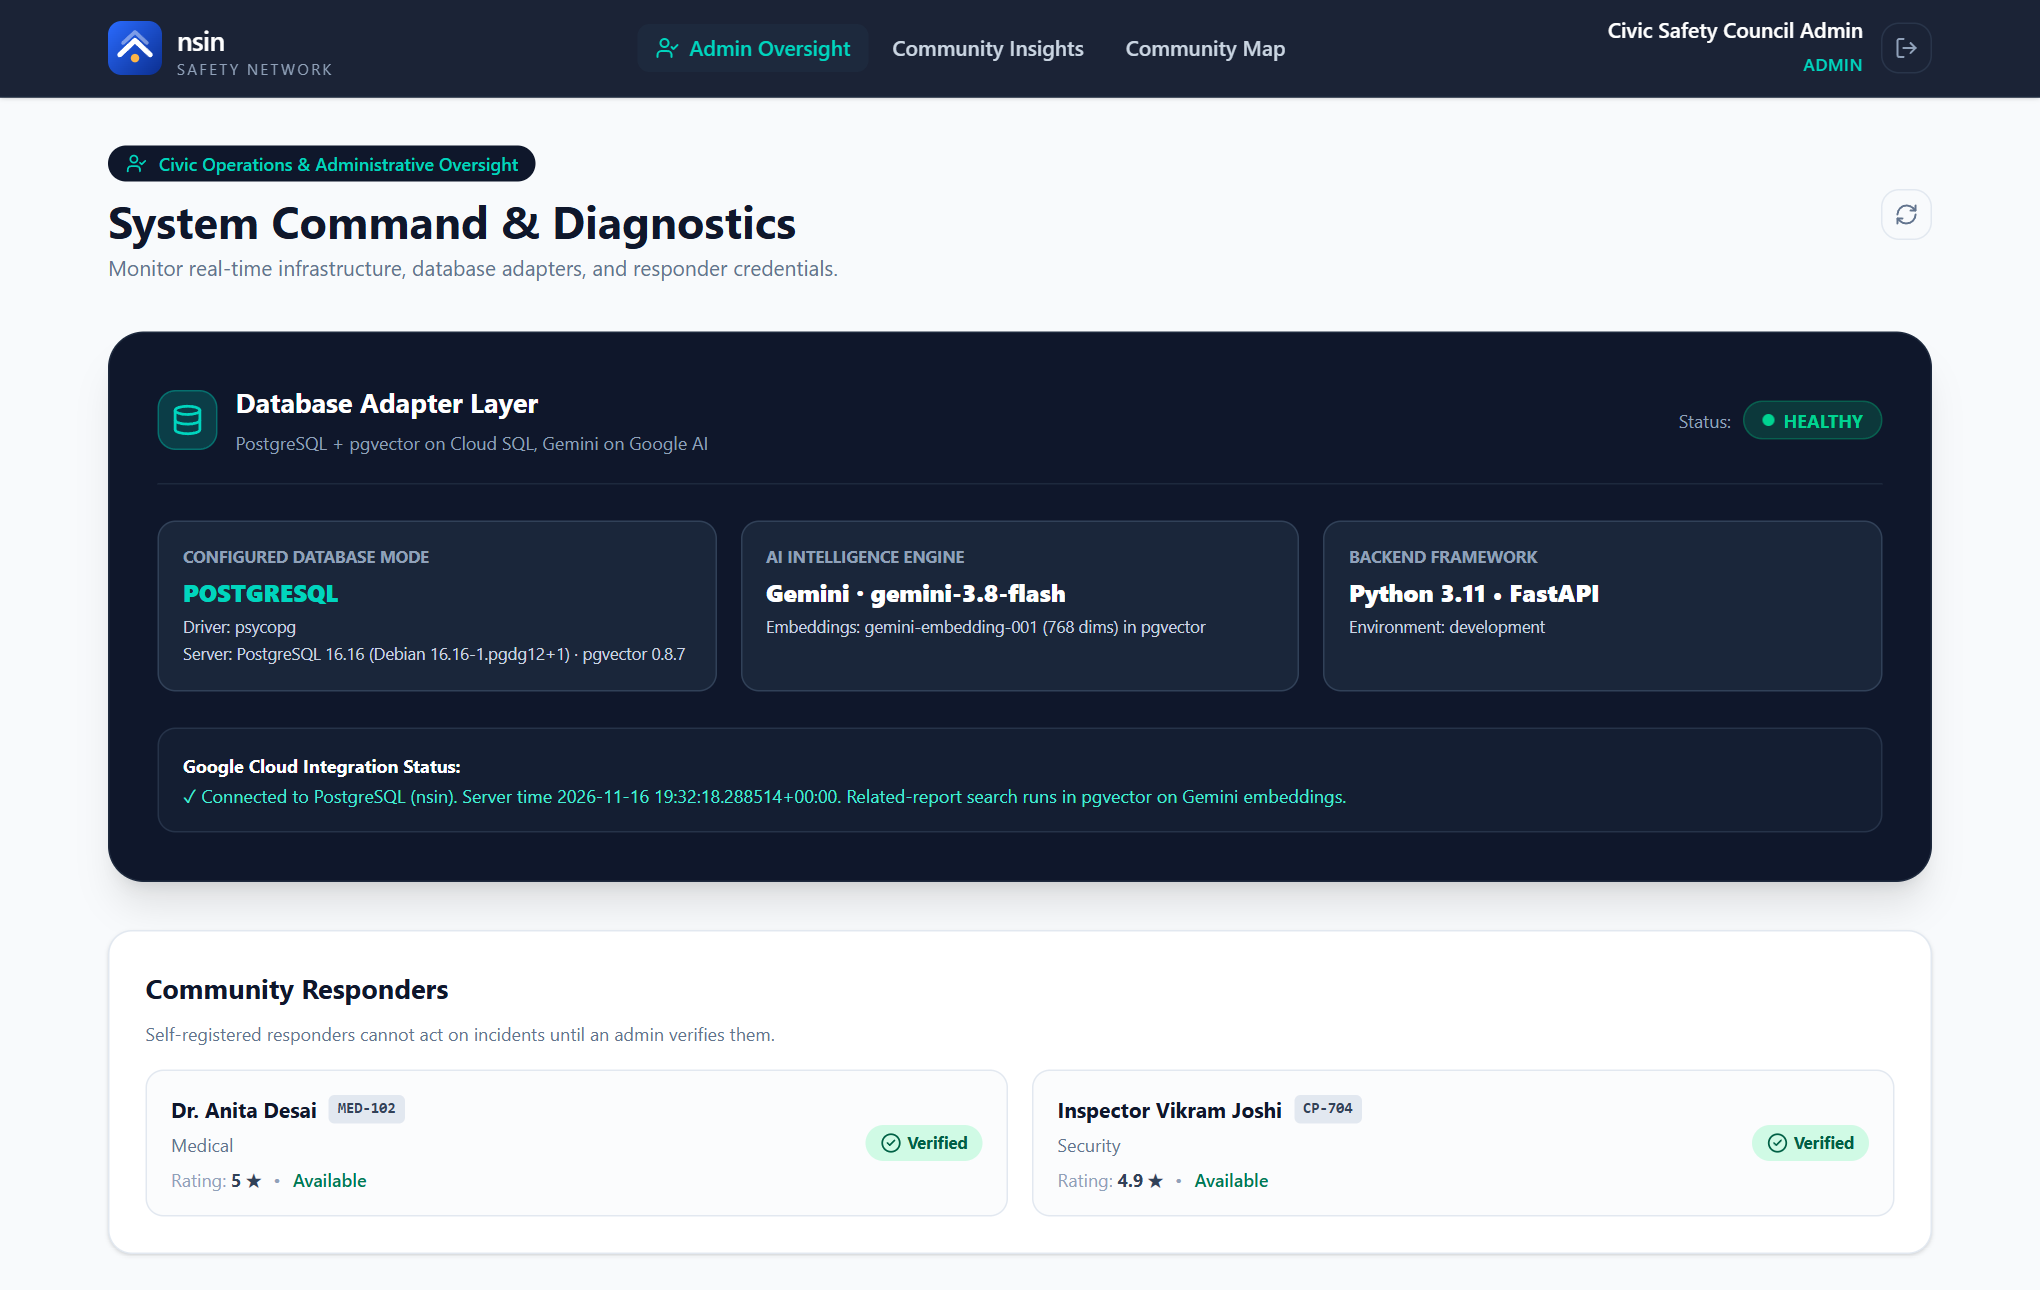 nsin
SAFETY NETWORK
Admin Oversight
Community Insights
Community Map
Civic Safety Council Admin
ADMIN
Civic Operations & Administrative Oversight
System Command & Diagnostics
Monitor real-time infrastructure, database adapters, and responder credentials.
Database Adapter Layer
PostgreSQL + pgvector on Cloud SQL, Gemini on Google AI
Status: HEALTHY
CONFIGURED DATABASE MODE
POSTGRESQL
Driver: psycopg
Server: PostgreSQL 16.16 (Debian 16.16-1.pgdg12+1) · pgvector 0.8.7
AI INTELLIGENCE ENGINE
Gemini · gemini-3.8-flash
Embeddings: gemini-embedding-001 (768 dims) in pgvector
BACKEND FRAMEWORK
Python 3.11 • FastAPI
Environment: development
Google Cloud Integration Status:
✓ Connected to PostgreSQL (nsin). Server time 2026-11-16 19:32:18.288514+00:00. Related-report search runs in pgvector on Gemini embeddings.
Community Responders
Self-registered responders cannot act on incidents until an admin verifies them.
Dr. Anita Desai MED-102
Medical
Rating: 5 ★ • Available
Verified
Inspector Vikram Joshi CP-704
Security
Rating: 4.9 ★ • Available
Verified